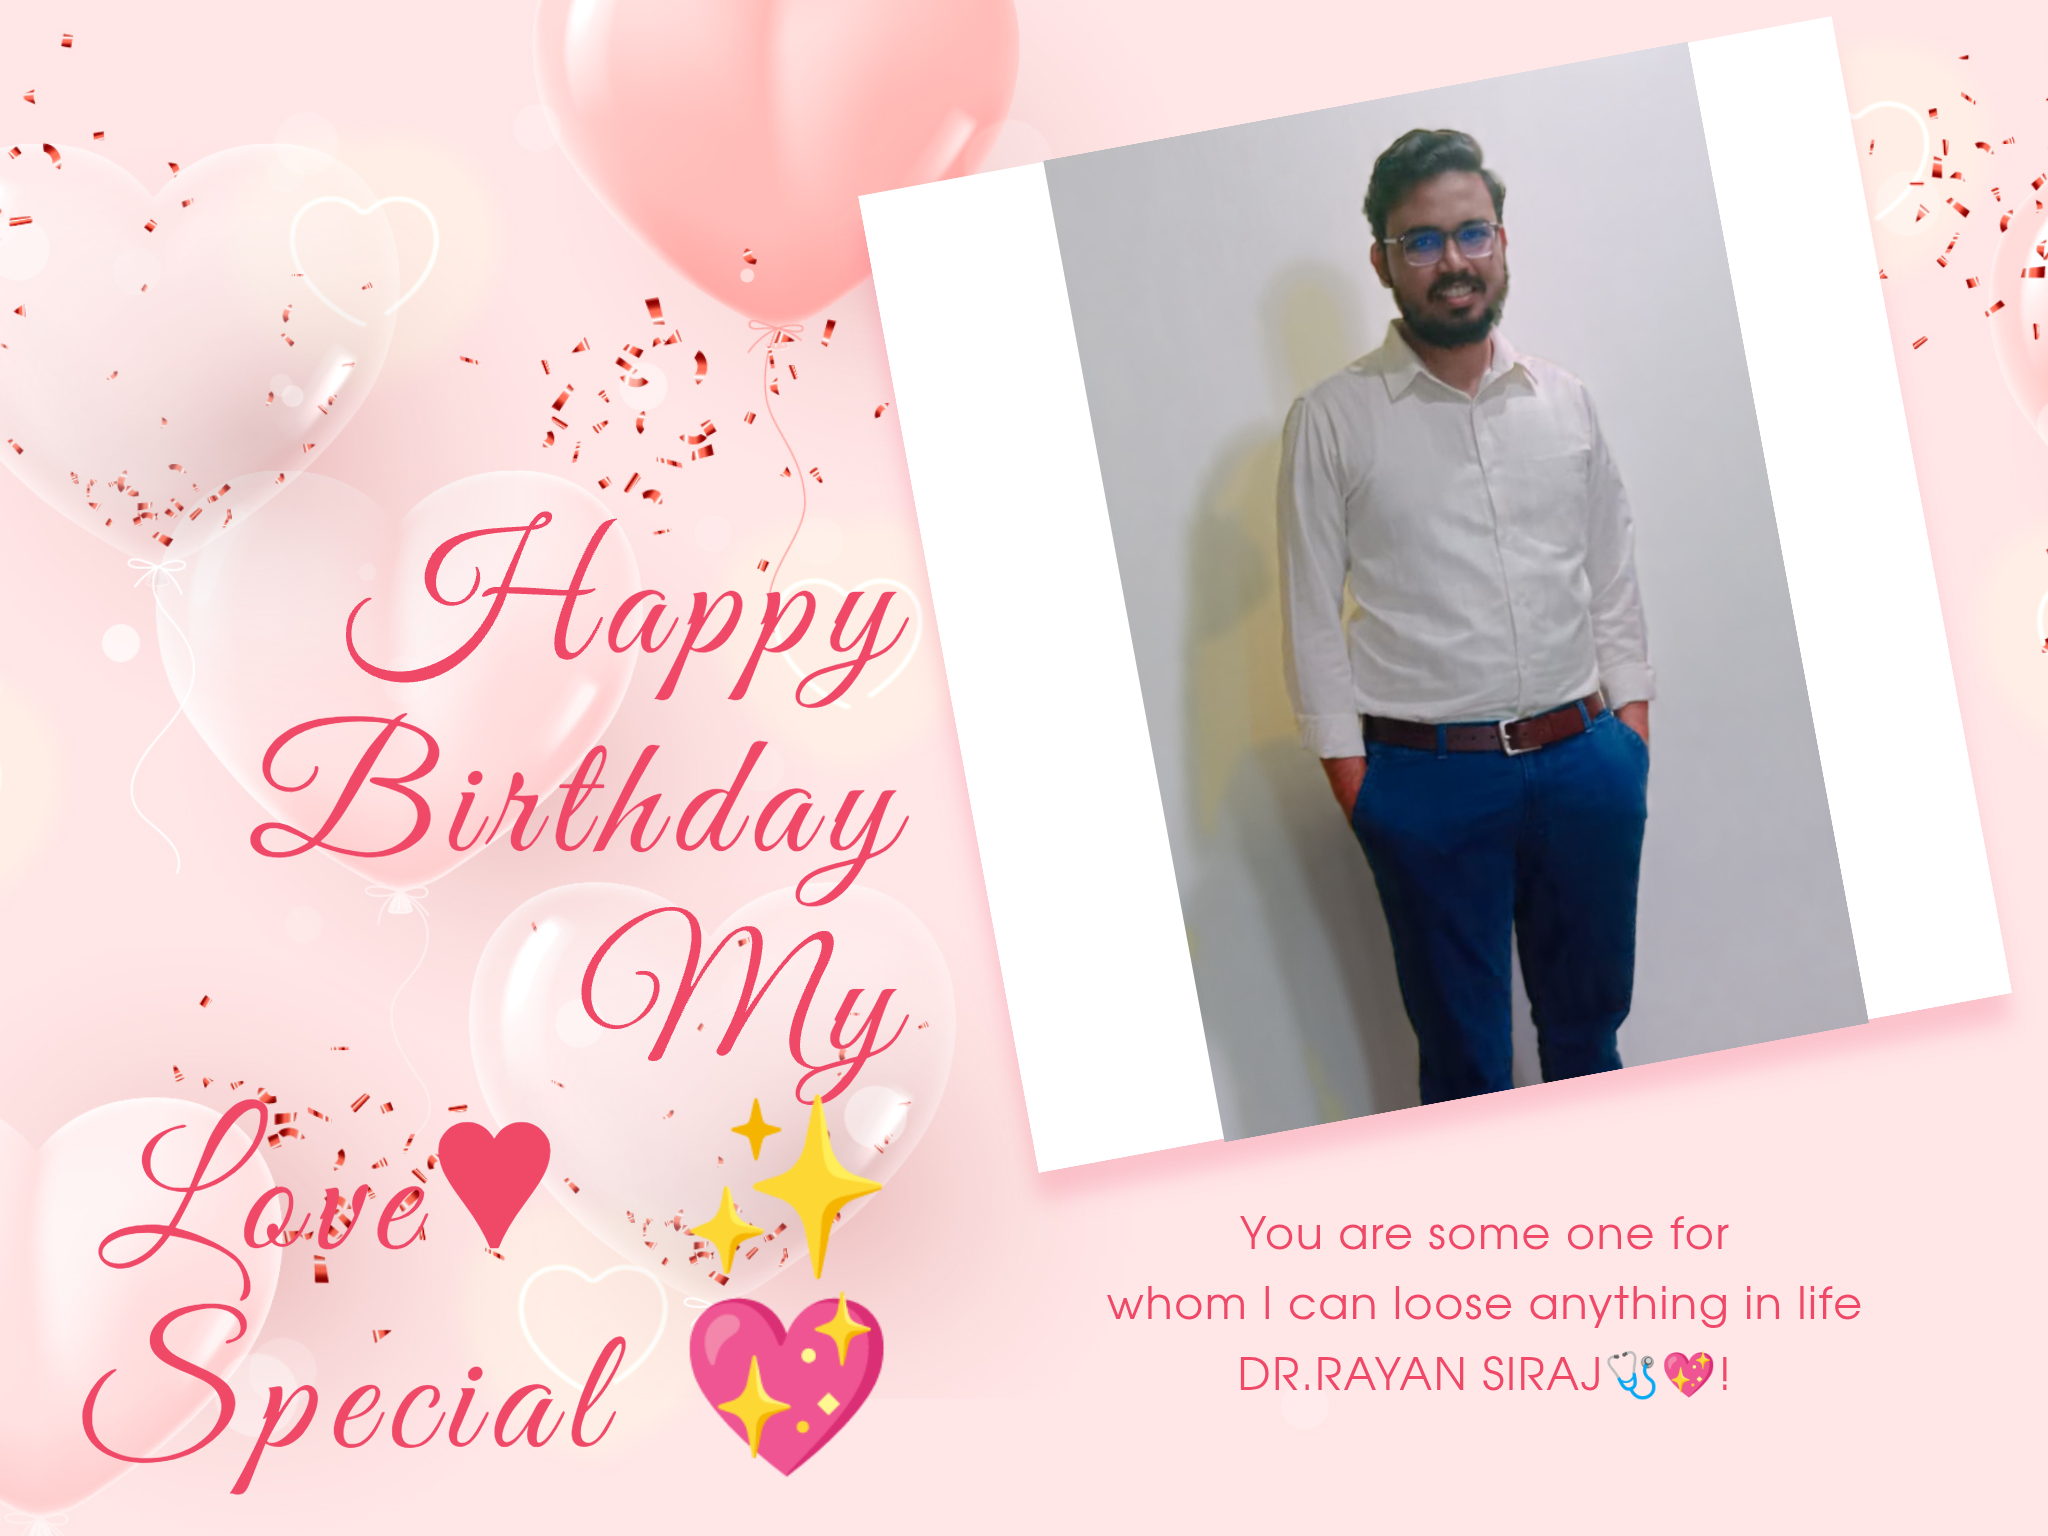 Happy
Birthday
My
Love♥ ✨
Special 💖
You are some one for
whom I can loose anything in life
DR.RAYAN SIRAJ🩺💖!